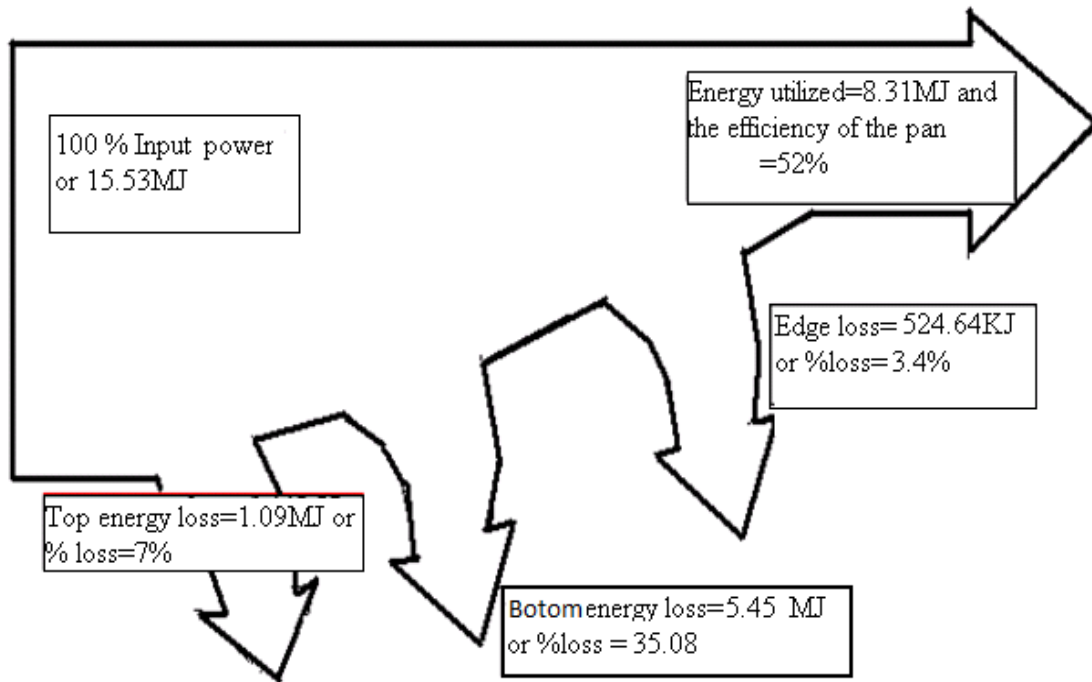 100 % Input power
or 15.53MJ
Energy utilized=8.31MJ and
the efficiency of the pan
=52%
Edge loss= 524.64KJ
or %loss= 3.4%
Top energy loss=1.09MJ or
% loss=7%
Botom energy loss=5.45 MJ
or %loss = 35.08